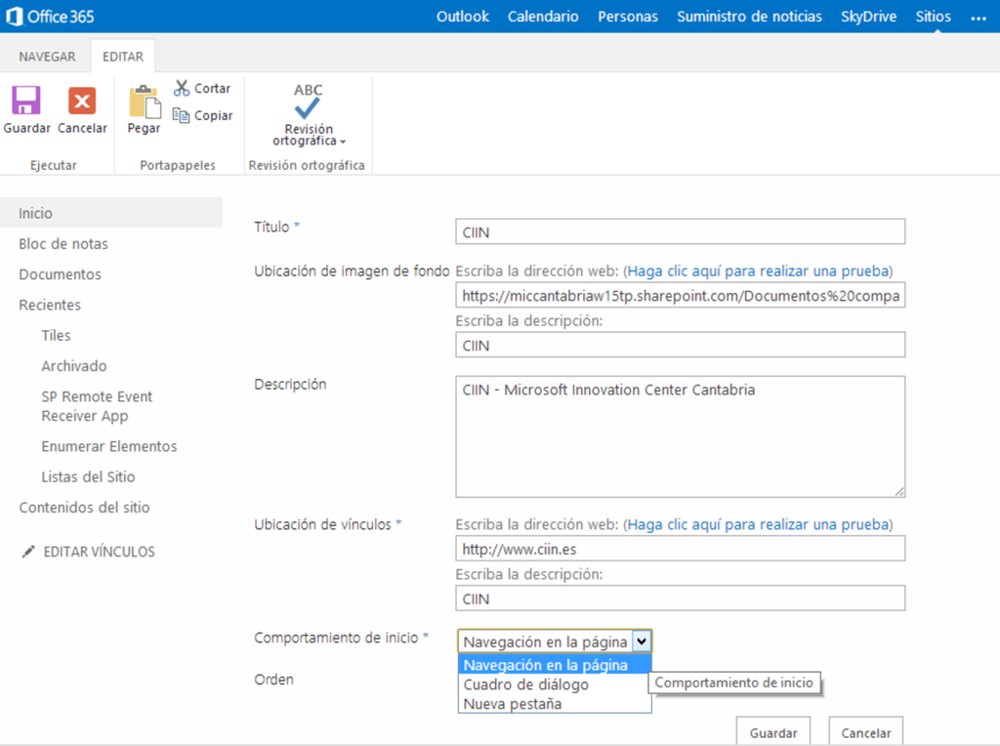 Office 365
Outlook Calendario Personas Suministro de noticias SkyDrive Sitios ...
NAVEGAR EDITAR
Guardar Cancelar
Ejecutar
Pegar
Cortar
Copiar
Portapapeles
ABC
Revisión
ortográfica
Revisión ortográfica
Inicio
Bloc de notas
Documentos
Recientes
Tiles
Archivado
SP Remote Event
Receiver App
Enumerar Elementos
Listas del Sitio
Contenidos del sitio
EDITAR VÍNCULOS
Título *
CIIN
Ubicación de imagen de fondo
Escriba la dirección web: (Haga clic aquí para realizar una prueba)
https://miccantabriaw15tp.sharepoint.com/Documentos%20compa
Escriba la descripción:
CIIN
Descripción
CIIN - Microsoft Innovation Center Cantabria
Ubicación de vínculos *
Escriba la dirección web: (Haga clic aquí para realizar una prueba)
http://www.ciin.es
Escriba la descripción:
CIIN
Comportamiento de inicio *
Navegación en la página
Navegación en la página
Cuadro de diálogo
Nueva pestaña
Comportamiento de inicio
Orden
Guardar Cancelar